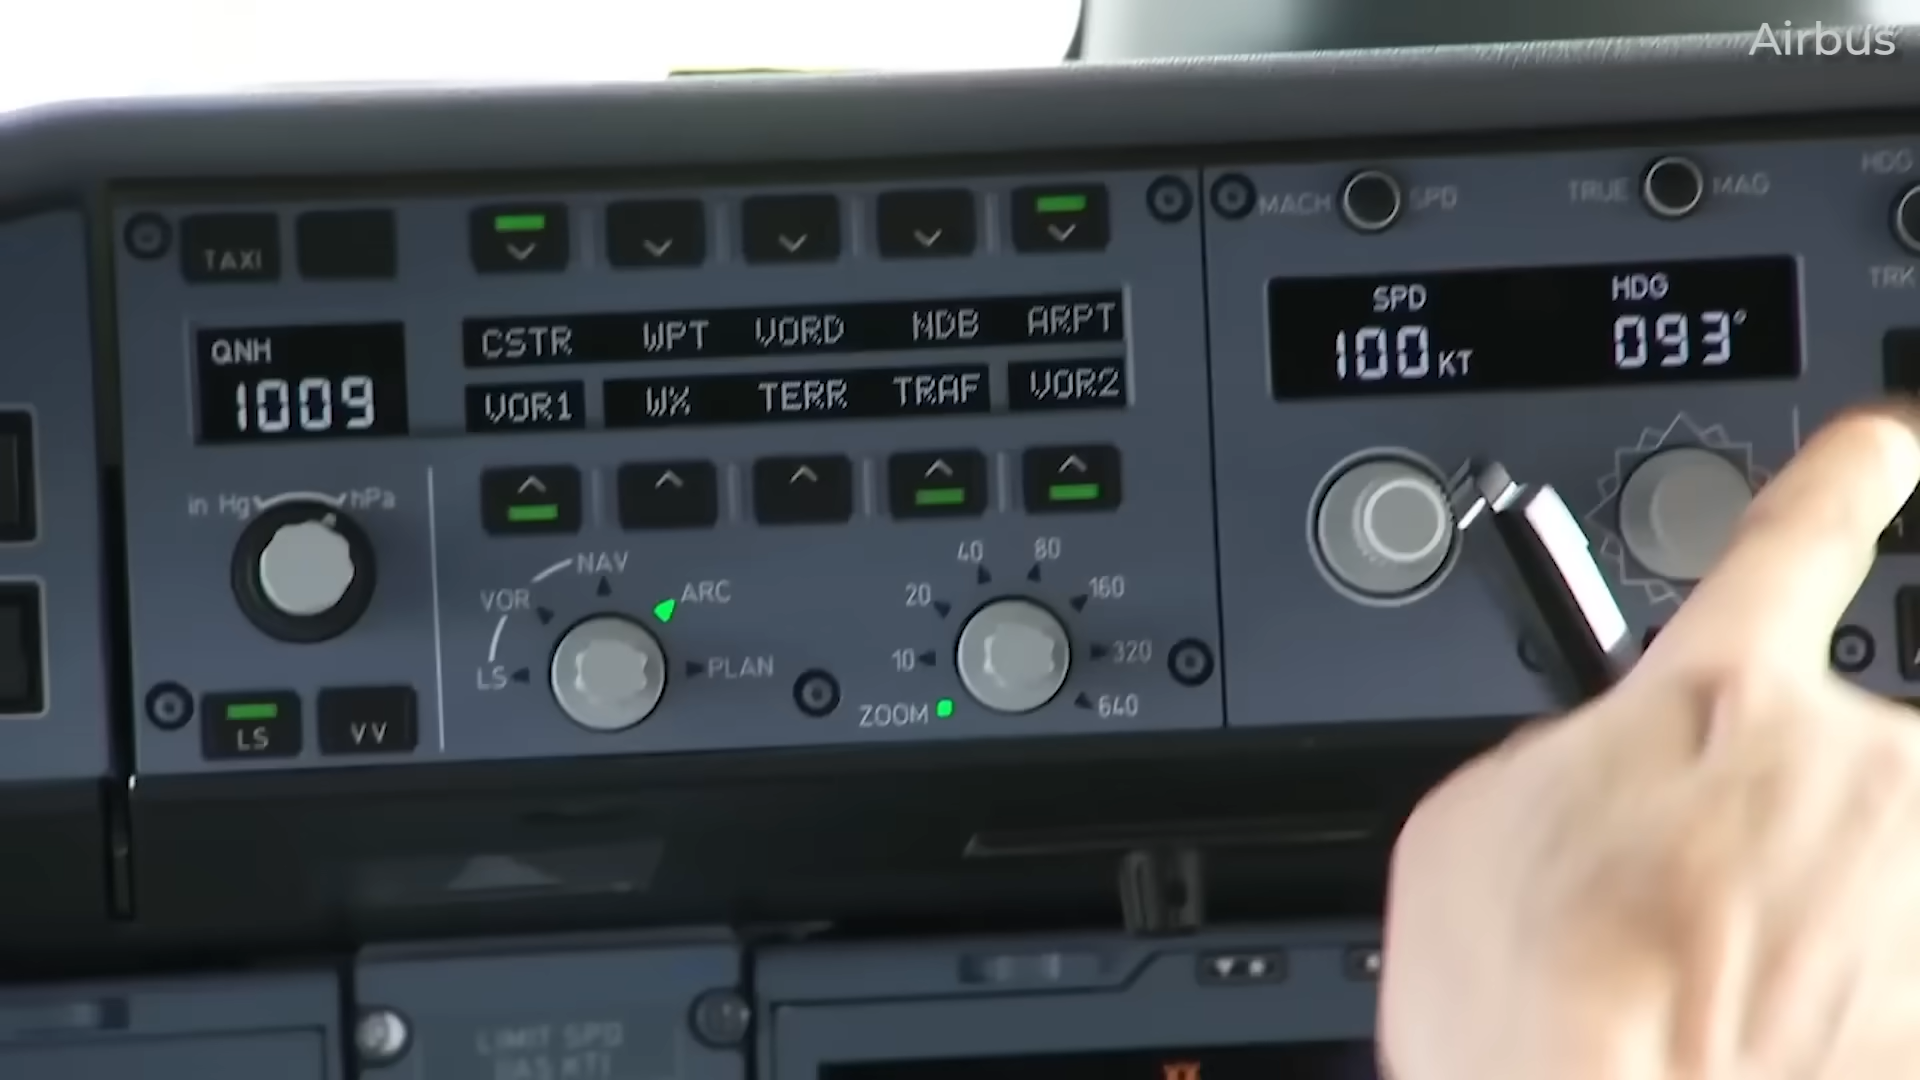 Airbus
HDG
MACH
SPD
TRUE
MAG
TAXI
TRK
SPD
HDG
100 KT
093°
QNH
1009
CSTR WPT VORD NDB ARPT
VOR1 WX TERR TRAF VOR2
in Hg
hPa
NAV
VOR
ARC
LS
PLAN
40
80
20
160
10
320
ZOOM
640
LS
VV
LIMIT SPD